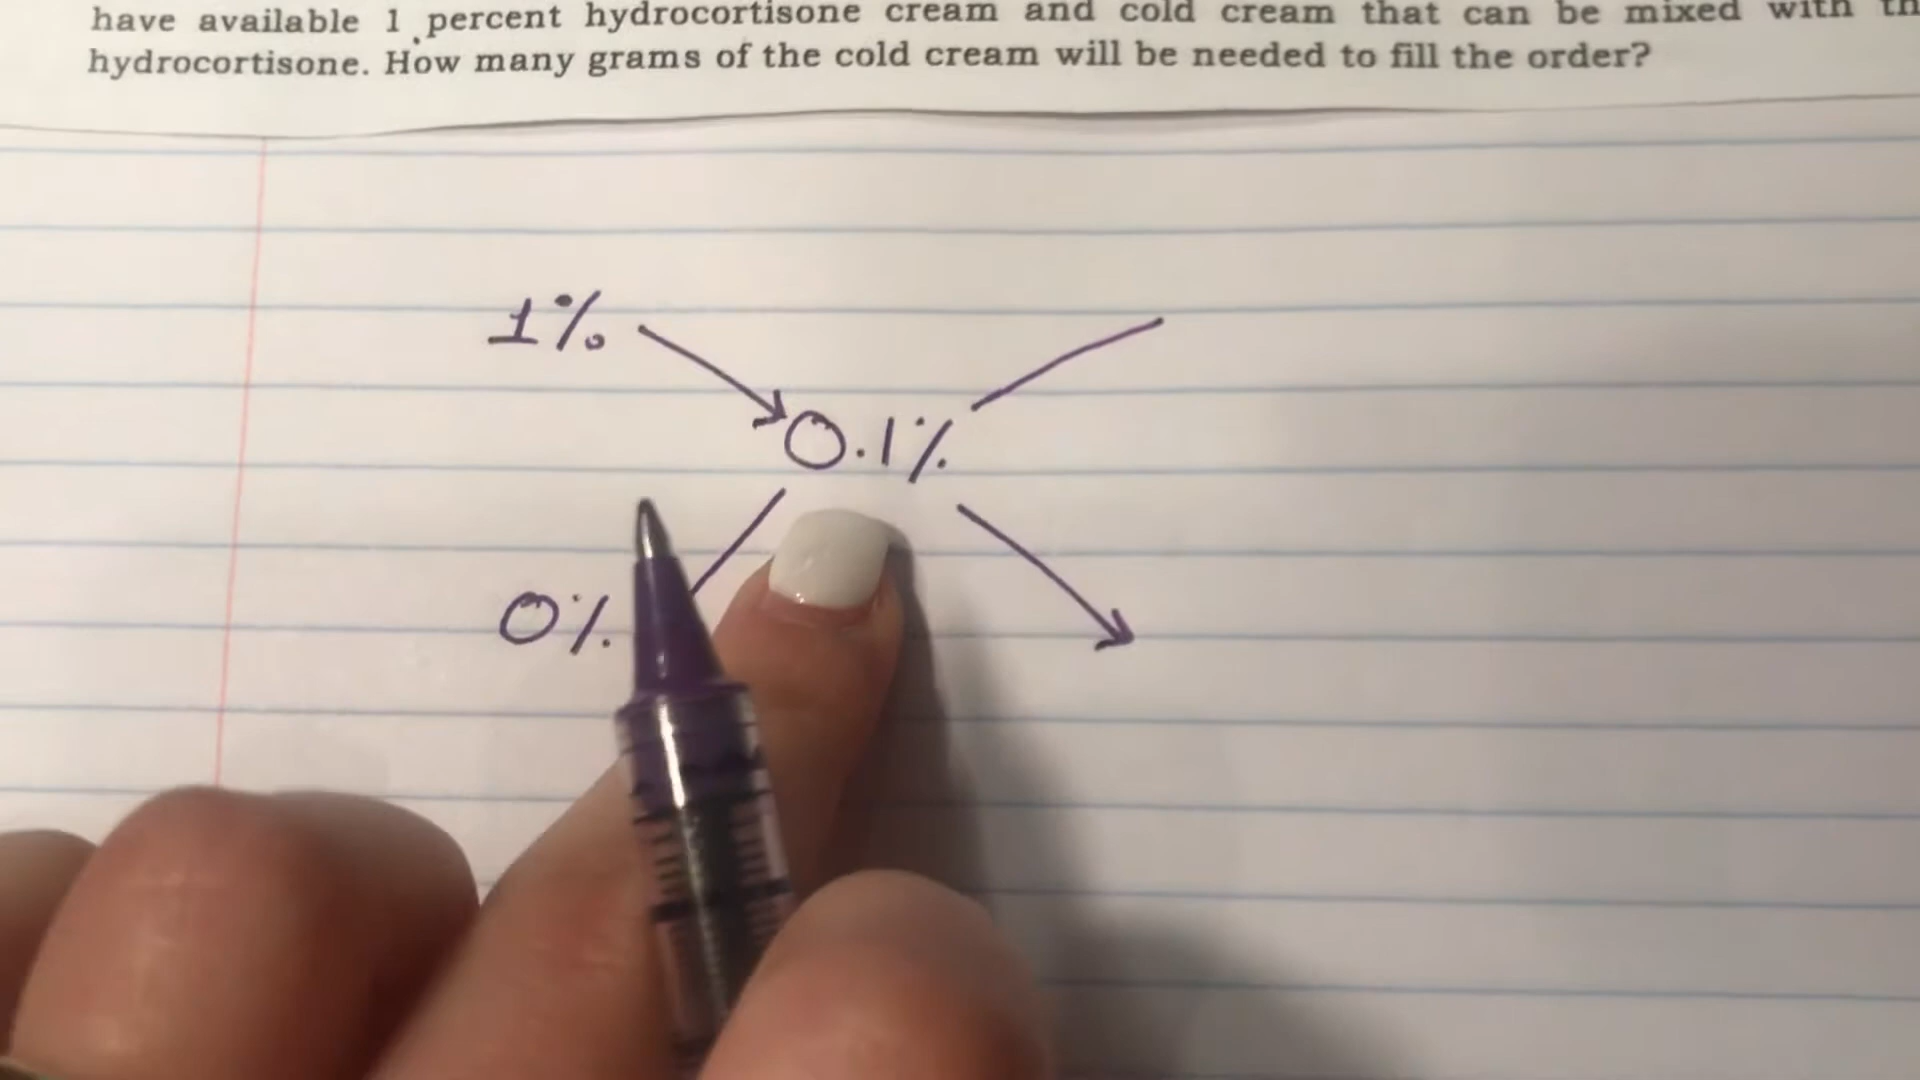 have available 1 percent hydrocortisone cream and cold cream that can be mixed with
hydrocortisone. How many grams of the cold cream will be needed to fill the order?
1%
0.1%
0%